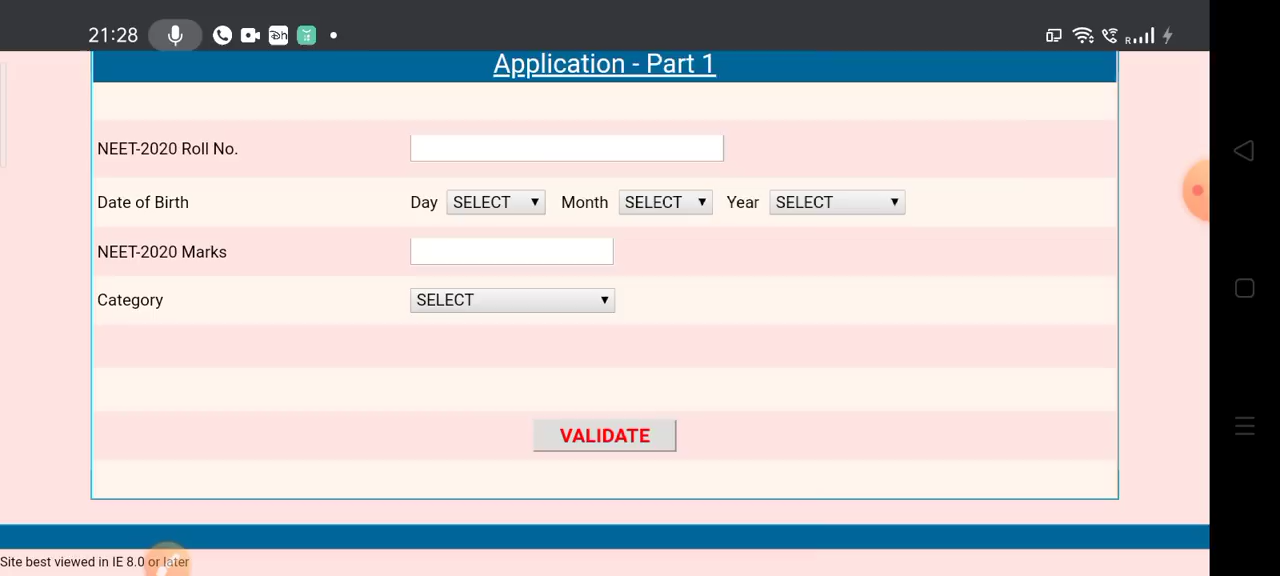 21:28
Application - Part 1
NEET-2020 Roll No.
Date of Birth Day SELECT Month SELECT Year SELECT
NEET-2020 Marks
Category SELECT
VALIDATE
Site best viewed in IE 8.0 or later